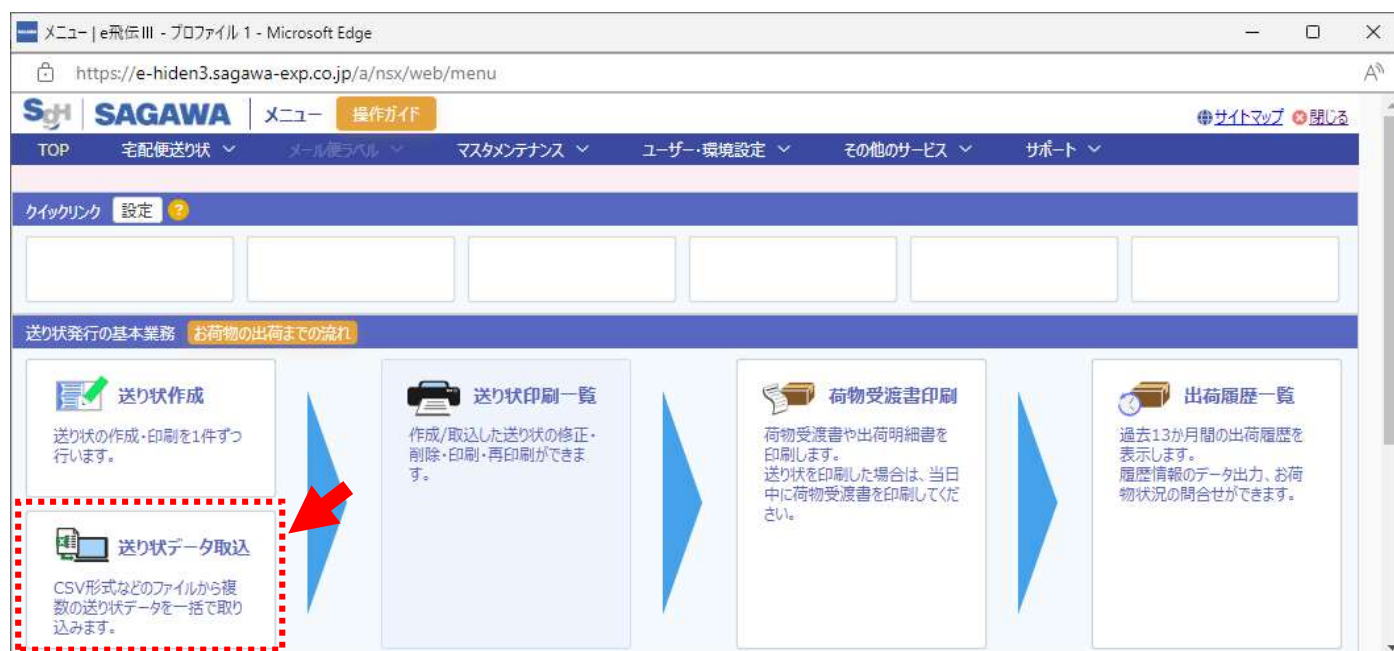 メニュー | e飛伝Ⅲ - プロファイル 1 - Microsoft Edge
https://e-hiden3.sagawa-exp.co.jp/a/nsx/web/menu
SGH SAGAWA メニュー 操作ガイド サイトマップ 閉じる
TOP 宅配便送り状 メール便ラベル マスタメンテナンス ユーザー・環境設定 その他のサービス サポート
クイックリンク 設定 ?
送り状発行の基本業務 お荷物の出荷までの流れ
送り状作成
送り状の作成・印刷を1件ずつ
行います。
送り状データ取込
CSV形式などのファイルから複
数の送り状データを一括で取り
込みます。
送り状印刷一覧
作成/取込した送り状の修正・
削除・印刷・再印刷ができま
す。
荷物受渡書印刷
荷物受渡書や出荷明細書を
印刷します。
送り状を印刷した場合は、当日
中に荷物受渡書を印刷してくだ
さい。
出荷履歴一覧
過去13か月間の出荷履歴を
表示します。
履歴情報のデータ出力、お荷
物状況の問合せができます。